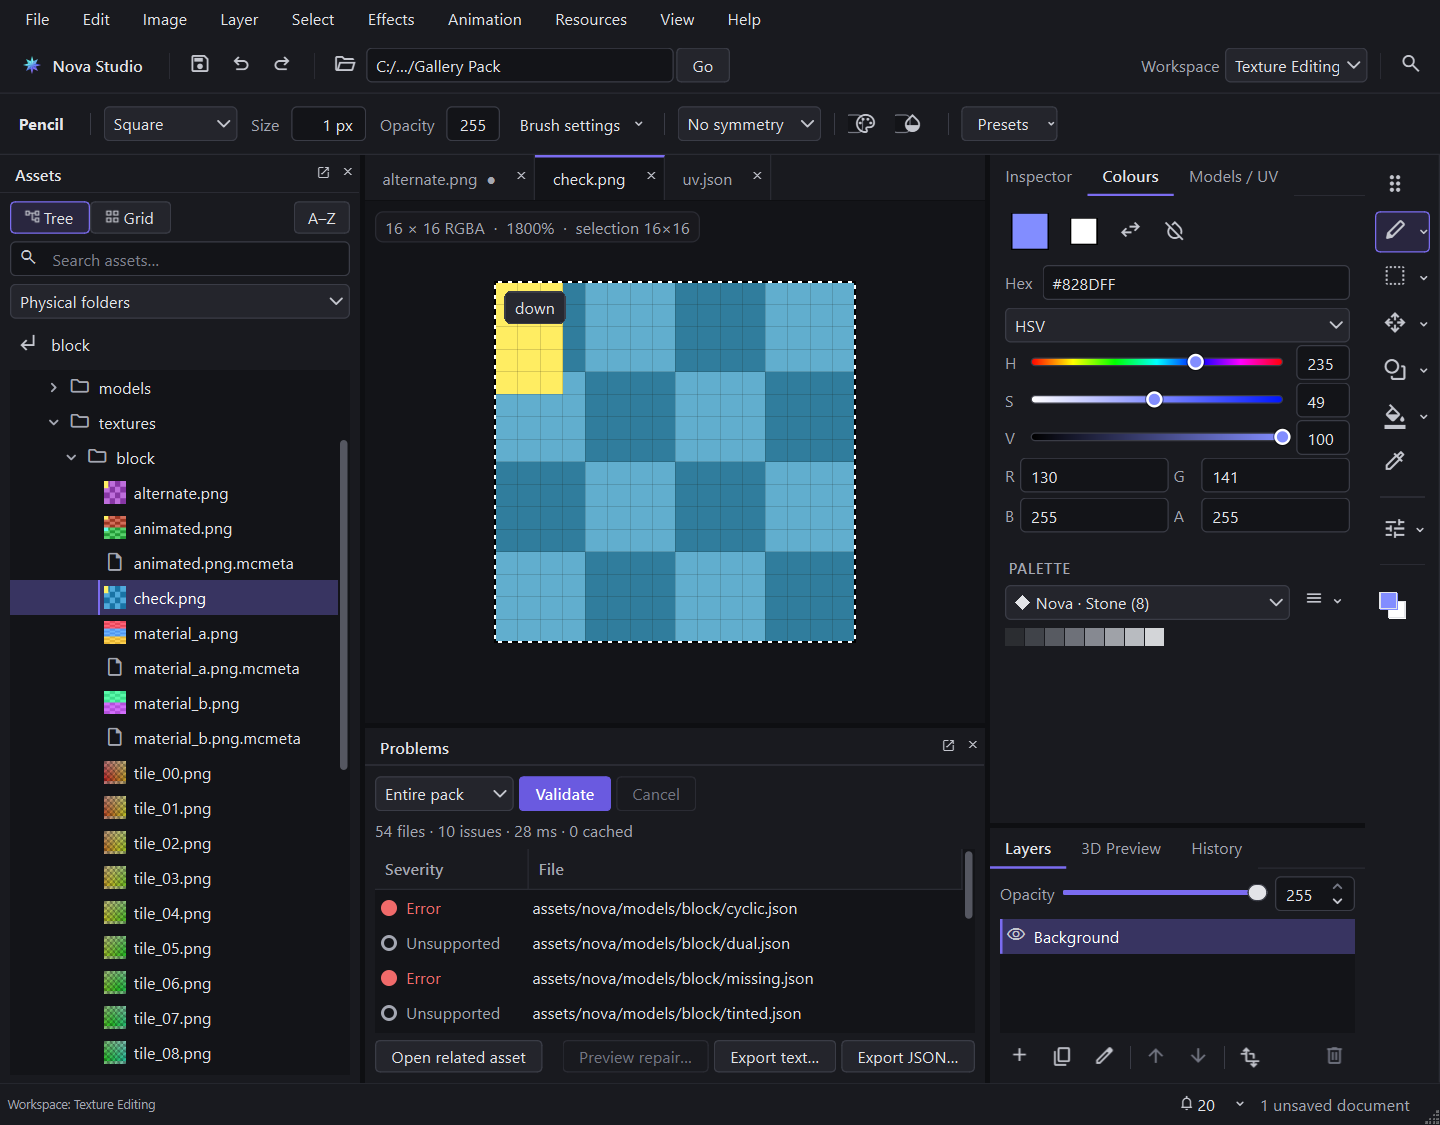 File Edit Image Layer Select Effects Animation Resources View Help
Nova Studio C:/.../Gallery Pack Go Workspace Texture Editing
Pencil Square Size 1 px Opacity 255 Brush settings No symmetry Presets
Assets
Tree Grid A–Z
Search assets...
Physical folders
block
models
textures
block
alternate.png
animated.png
animated.png.mcmeta
check.png
material_a.png
material_a.png.mcmeta
material_b.png
material_b.png.mcmeta
tile_00.png
tile_01.png
tile_02.png
tile_03.png
tile_04.png
tile_05.png
tile_06.png
tile_07.png
tile_08.png
alternate.png check.png uv.json
16 × 16 RGBA · 1800% · selection 16×16
down
Problems
Entire pack Validate Cancel
54 files · 10 issues · 28 ms · 0 cached
Severity File
Error assets/nova/models/block/cyclic.json
Unsupported assets/nova/models/block/dual.json
Error assets/nova/models/block/missing.json
Unsupported assets/nova/models/block/tinted.json
Open related asset Preview repair... Export text... Export JSON...
Inspector Colours Models / UV
Hex #828DFF
HSV
H 235
S 49
V 100
R 130 G 141
B 255 A 255
PALETTE
Nova · Stone (8)
Layers 3D Preview History
Opacity 255
Background
Workspace: Texture Editing 20 1 unsaved document